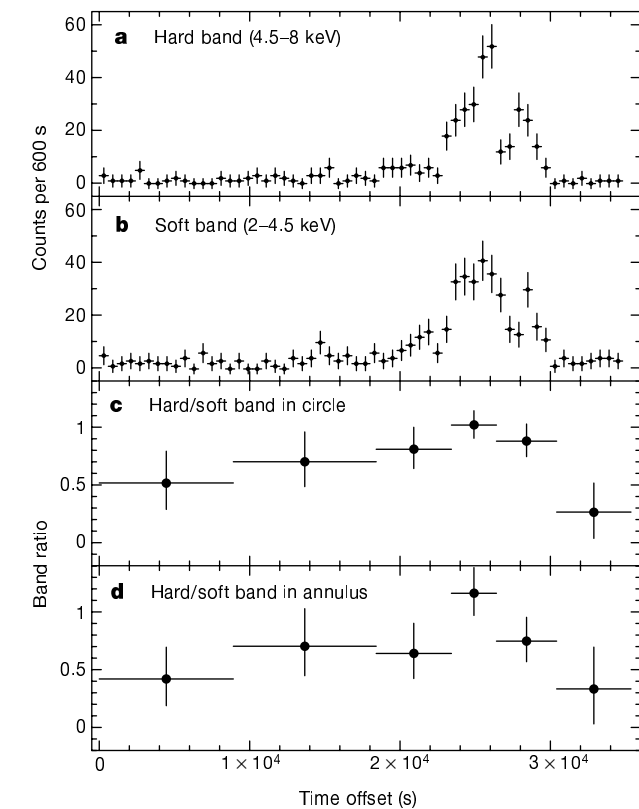 a Hard band (4.5–8 keV)
60
40
20
0
Counts per 600 s
b Soft band (2–4.5 keV)
60
40
20
0
c Hard/soft band in circle
1
0.5
0
Band ratio
d Hard/soft band in annulus
1
0.5
0
0 1 × 10⁴ 2 × 10⁴ 3 × 10⁴
Time offset (s)